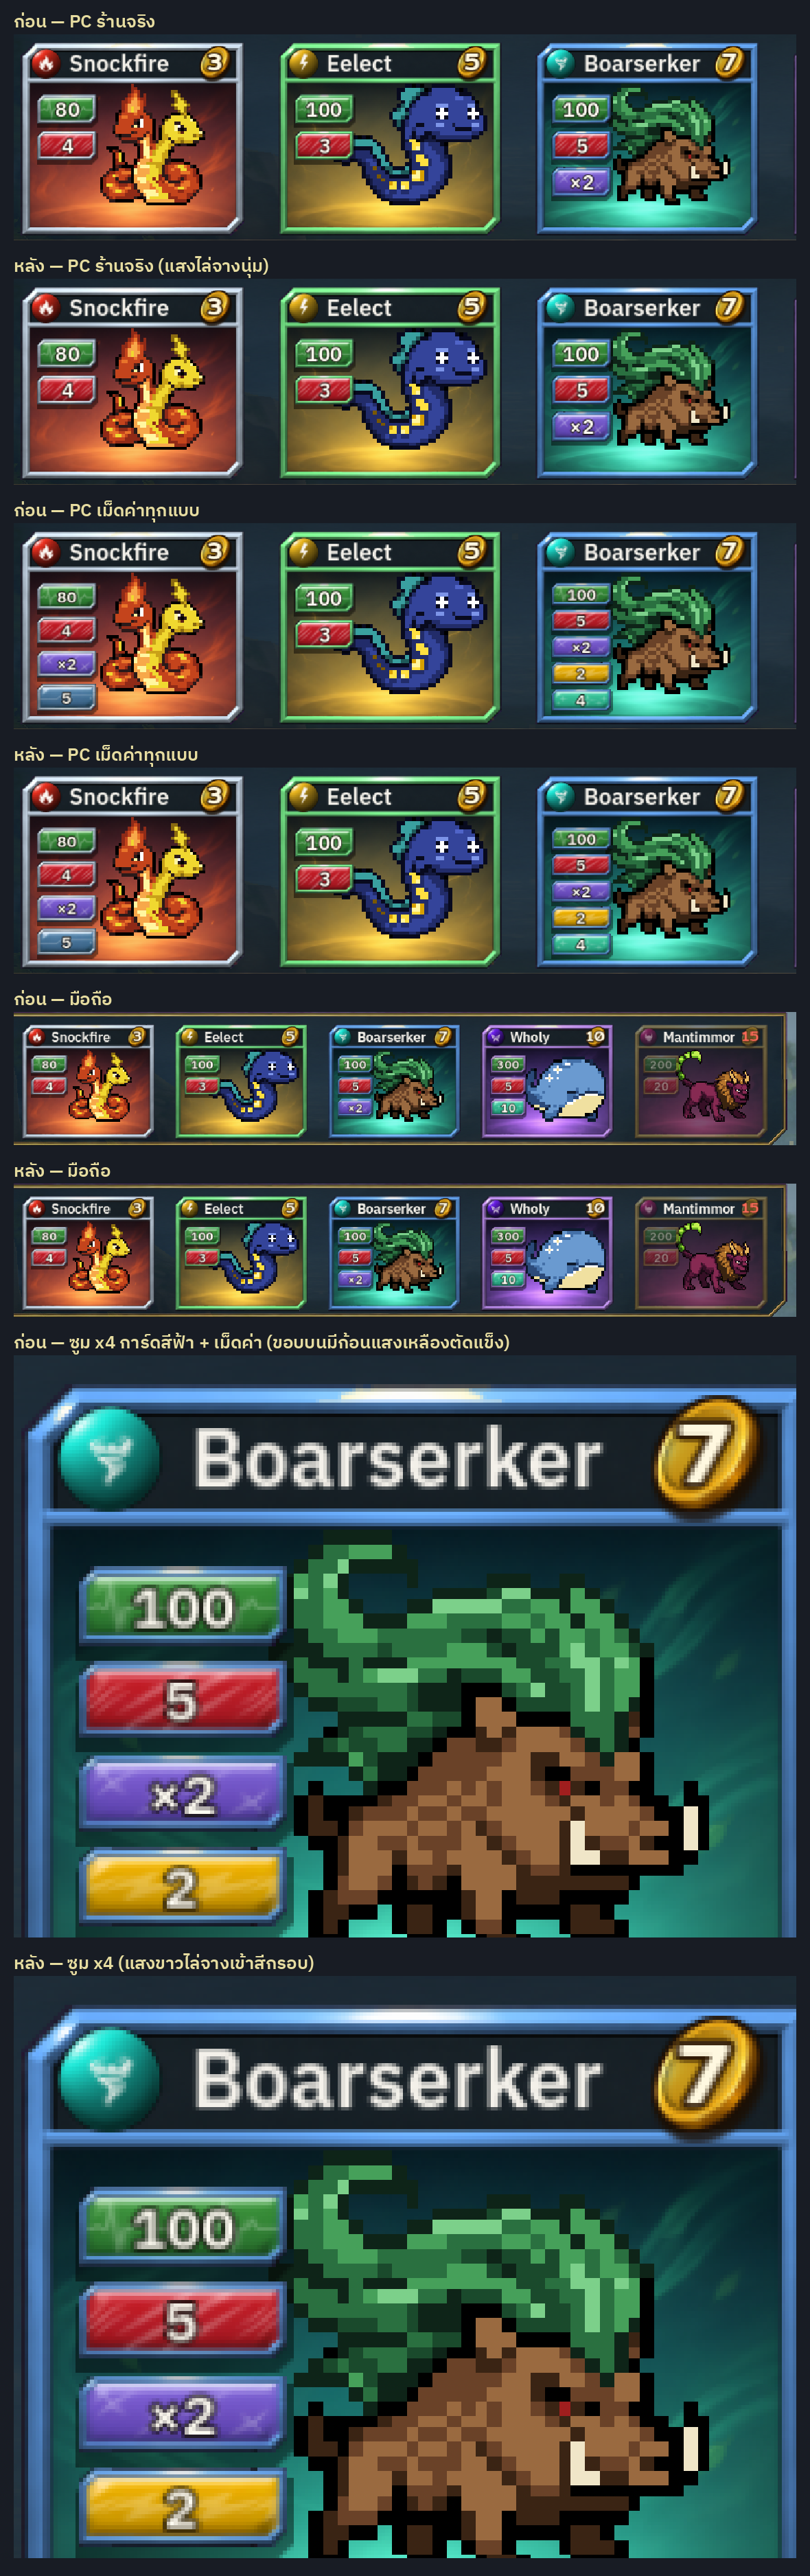 ก่อน — PC ร้านจริง
Snockfire 3 Eelect 5 Boarserker 7
80 100 100
4 3 5
×2
หลัง — PC ร้านจริง (แสงไล่จางนุ่ม)
Snockfire 3 Eelect 5 Boarserker 7
80 100 100
4 3 5
×2
ก่อน — PC เม็ดค่าทุกแบบ
Snockfire 3 Eelect 5 Boarserker 7
80 100 100
4 3 5
×2 ×2
5 2
4
หลัง — PC เม็ดค่าทุกแบบ
Snockfire 3 Eelect 5 Boarserker 7
80 100 100
4 3 5
×2 ×2
5 2
4
ก่อน — มือถือ
Snockfire 3 Eelect 5 Boarserker 7 Wholy 10 Mantimmor 15
80 100 100 300 200
4 3 5 5 20
×2 10
หลัง — มือถือ
Snockfire 3 Eelect 5 Boarserker 7 Wholy 10 Mantimmor 15
80 100 100 300 200
4 3 5 5 20
×2 10
ก่อน — ซูม x4 การ์ดสีฟ้า + เม็ดค่า (ขอบบนมีก้อนแสงเหลืองตัดแข็ง)
Boarserker 7
100
5
×2
2
หลัง — ซูม x4 (แสงขาวไล่จางเข้าสีกรอบ)
Boarserker 7
100
5
×2
2